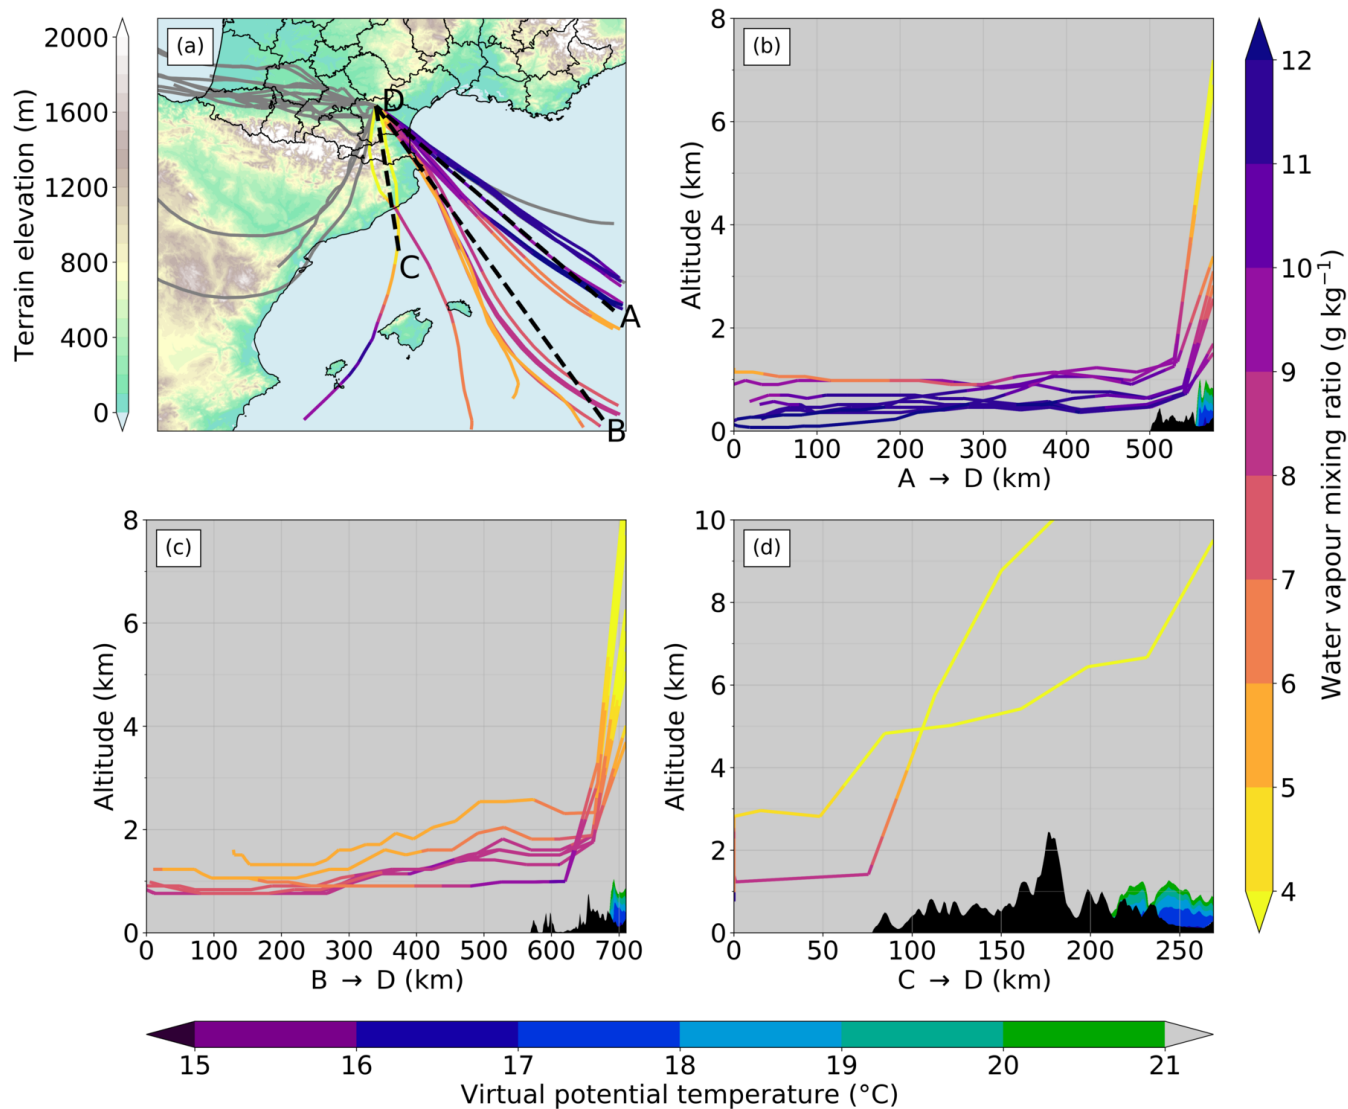 (a)
2000
1600
1200
800
400
0
Terrain elevation (m)
D
C
A
B
(b)
8
6
4
2
0
Altitude (km)
0 100 200 300 400 500
A → D (km)
12
11
10
9
8
7
6
5
4
Water vapour mixing ratio (g kg⁻¹)
(c)
8
6
4
2
0
Altitude (km)
0 100 200 300 400 500 600 700
B → D (km)
(d)
10
8
6
4
2
0
Altitude (km)
0 50 100 150 200 250
C → D (km)
15 16 17 18 19 20 21
Virtual potential temperature (°C)